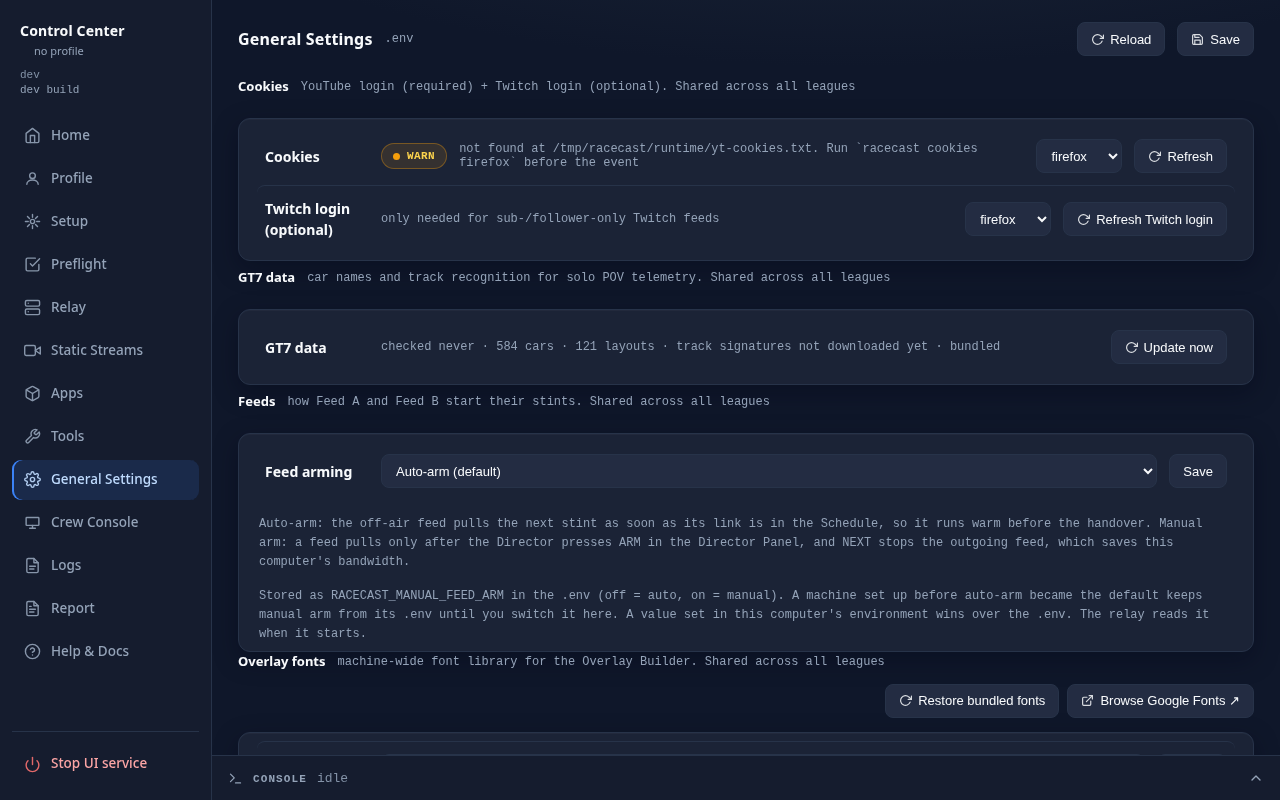 Control Center
no profile
dev
dev build
Home
Profile
Setup
Preflight
Relay
Static Streams
Apps
Tools
General Settings
Crew Console
Logs
Report
Help & Docs
Stop UI service
General Settings .env
Reload
Save
Cookies YouTube login (required) + Twitch login (optional). Shared across all leagues
Cookies
WARN
not found at /tmp/racecast/runtime/yt-cookies.txt. Run `racecast cookies
firefox` before the event
firefox
Refresh
Twitch login
(optional)
only needed for sub-/follower-only Twitch feeds
firefox
Refresh Twitch login
GT7 data car names and track recognition for solo POV telemetry. Shared across all leagues
GT7 data
checked never · 584 cars · 121 layouts · track signatures not downloaded yet · bundled
Update now
Feeds how Feed A and Feed B start their stints. Shared across all leagues
Feed arming
Auto-arm (default)
Save
Auto-arm: the off-air feed pulls the next stint as soon as its link is in the Schedule, so it runs warm before the handover. Manual
arm: a feed pulls only after the Director presses ARM in the Director Panel, and NEXT stops the outgoing feed, which saves this
computer's bandwidth.
Stored as RACECAST_MANUAL_FEED_ARM in the .env (off = auto, on = manual). A machine set up before auto-arm became the default keeps
manual arm from its .env until you switch it here. A value set in this computer's environment wins over the .env. The relay reads it
when it starts.
Overlay fonts machine-wide font library for the Overlay Builder. Shared across all leagues
Restore bundled fonts
Browse Google Fonts ↗
CONSOLE idle